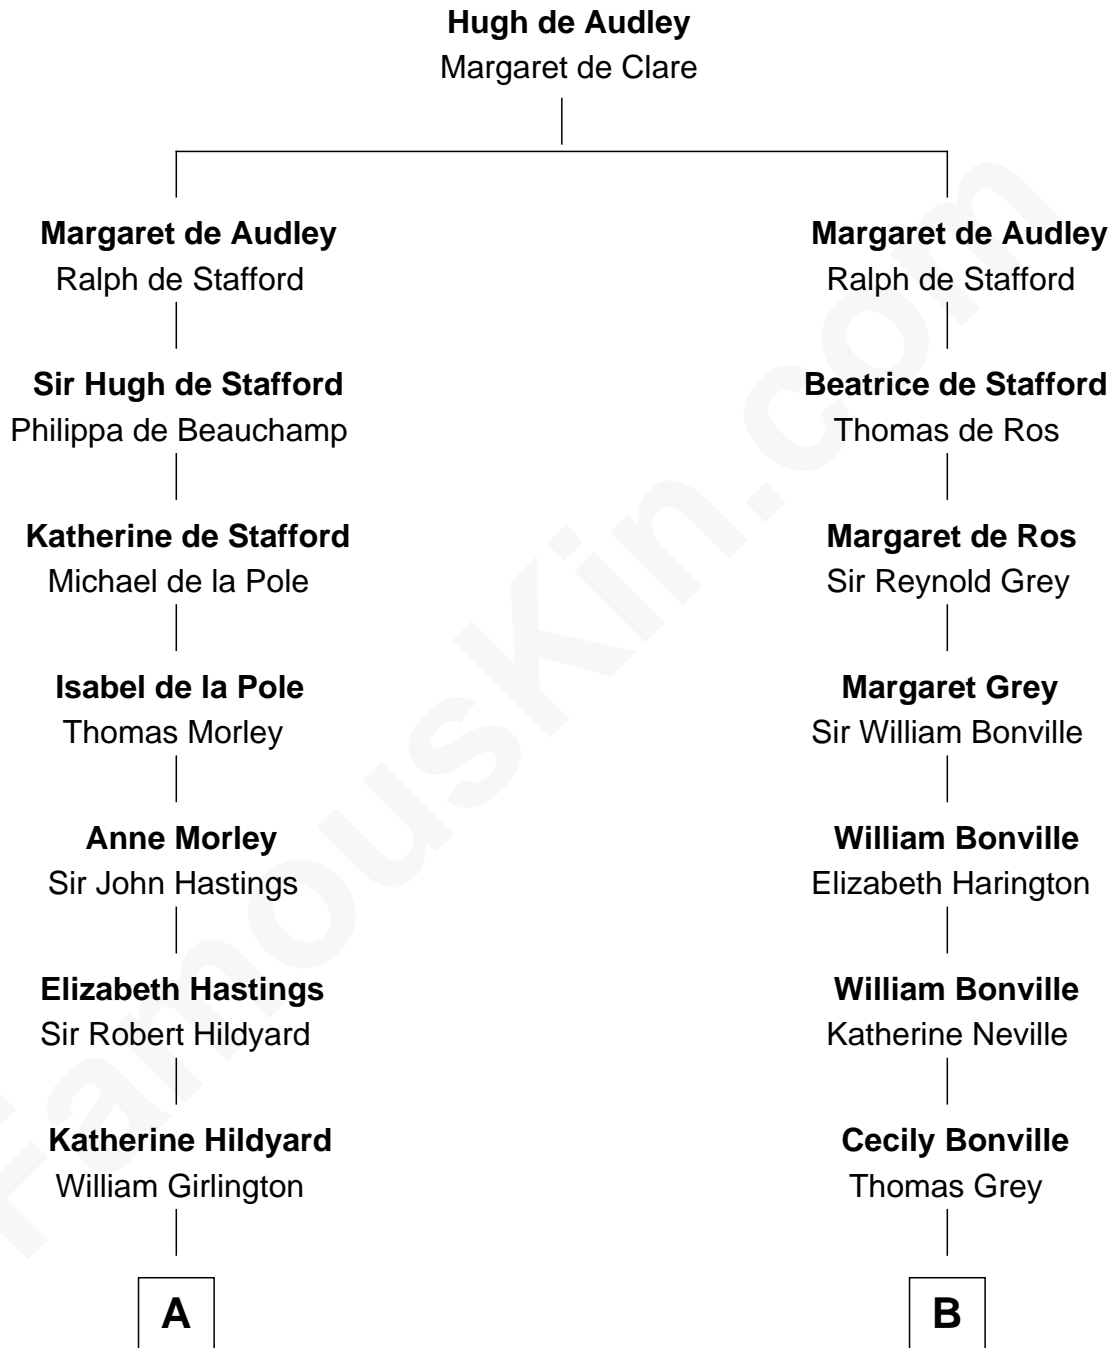 Hugh de Audley
Margaret de Clare
Margaret de Audley
Ralph de Stafford
Sir Hugh de Stafford
Philippa de Beauchamp
Katherine de Stafford
Michael de la Pole
Isabel de la Pole
Thomas Morley
Anne Morley
Sir John Hastings
Elizabeth Hastings
Sir Robert Hildyard
Katherine Hildyard
William Girlington
A
Margaret de Audley
Ralph de Stafford
Beatrice de Stafford
Thomas de Ros
Margaret de Ros
Sir Reynold Grey
Margaret Grey
Sir William Bonville
William Bonville
Elizabeth Harington
William Bonville
Katherine Neville
Cecily Bonville
Thomas Grey
B
FamousKin.com